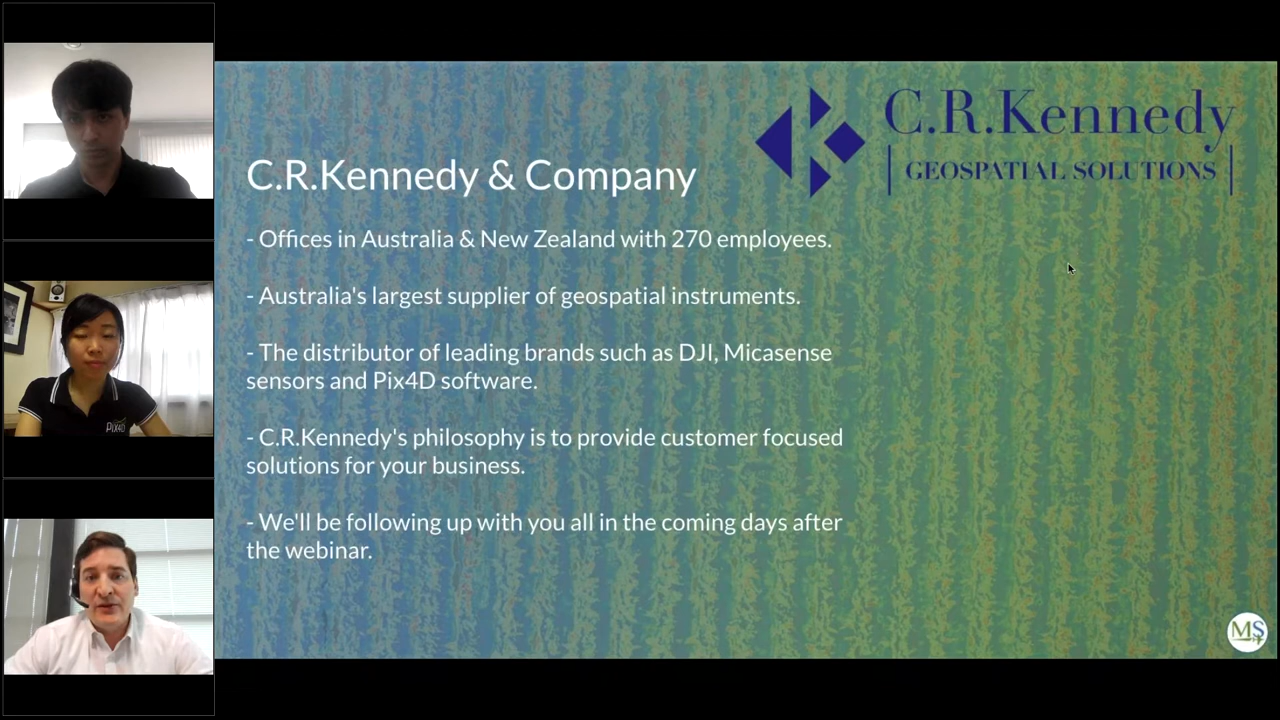 C.R.Kennedy
GEOSPATIAL SOLUTIONS
C.R.Kennedy & Company
- Offices in Australia & New Zealand with 270 employees.
- Australia's largest supplier of geospatial instruments.
- The distributor of leading brands such as DJI, Micasense
sensors and Pix4D software.
- C.R.Kennedy's philosophy is to provide customer focused
solutions for your business.
- We'll be following up with you all in the coming days after
the webinar.
PIX4D
MS